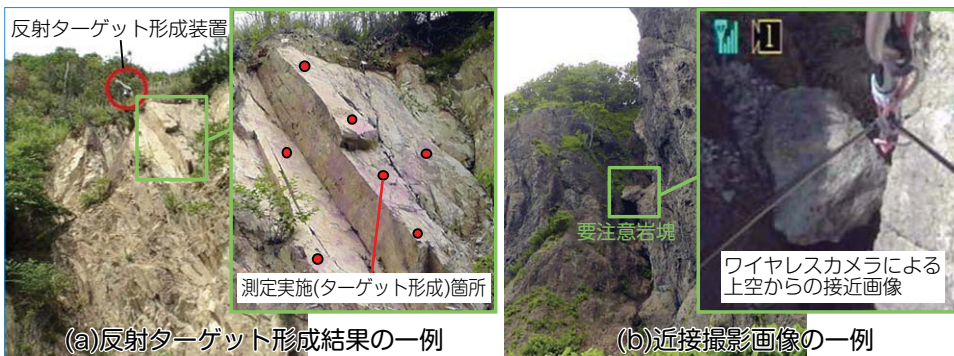 反射ターゲット形成装置
測定実施(ターゲット形成)箇所
(a)反射ターゲット形成結果の一例
1
要注意岩塊
ワイヤレスカメラによる
上空からの接近画像
(b)近接撮影画像の一例